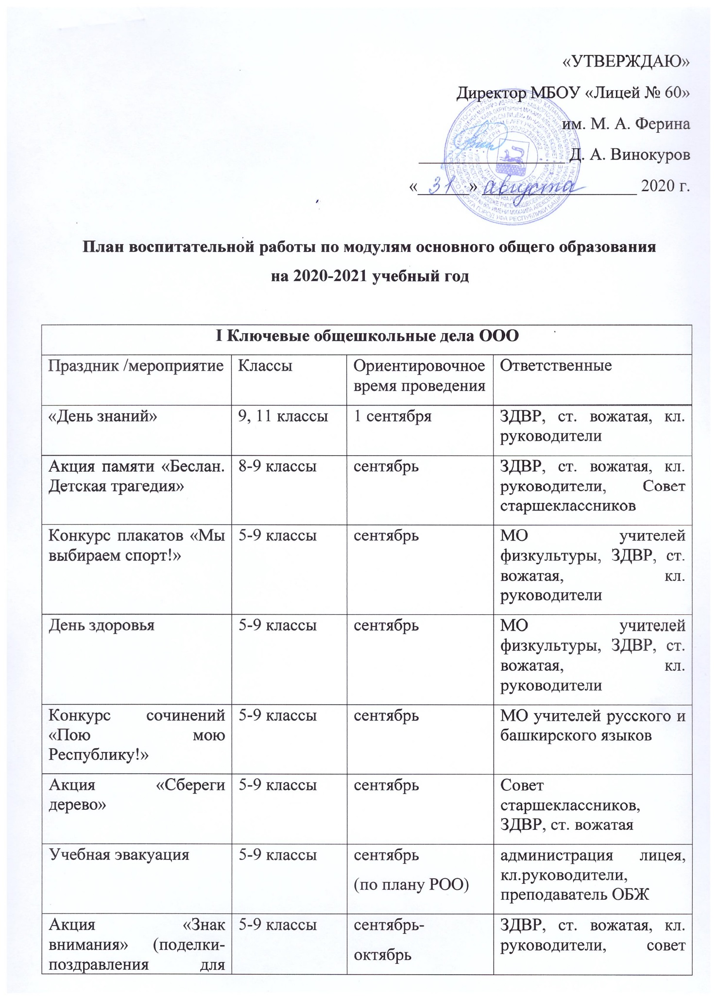 «УТВЕРЖДАЮ»
Директор МБОУ «Лицей № 60»
им. М. А. Ферина
Д. А. Винокуров
« 31 » августа 2020 г.
План воспитательной работы по модулям основного общего образования
на 2020-2021 учебный год
I Ключевые общешкольные дела ООО
Праздник /мероприятие
Классы
Ориентировочное
время проведения
Ответственные
«День знаний»
9, 11 классы
1 сентября
ЗДВР, ст. вожатая, кл.
руководители
Акция памяти «Беслан.
Детская трагедия»
8-9 классы
сентябрь
ЗДВР, ст. вожатая, кл.
руководители, Совет
старшеклассников
Конкурс плакатов «Мы
выбираем спорт!»
5-9 классы
сентябрь
МО учителей
физкультуры, ЗДВР, ст.
вожатая, кл.
руководители
День здоровья
5-9 классы
сентябрь
МО учителей
физкультуры, ЗДВР, ст.
вожатая, кл.
руководители
Конкурс сочинений
«Пою мою
Республику!»
5-9 классы
сентябрь
МО учителей русского и
башкирского языков
Акция «Сбереги
дерево»
5-9 классы
сентябрь
Совет
старшеклассников,
ЗДВР, ст. вожатая
Учебная эвакуация
5-9 классы
сентябрь
(по плану РОО)
администрация лицея,
кл.руководители,
преподаватель ОБЖ
Акция «Знак
внимания» (поделки-
поздравления для
5-9 классы
сентябрь-
октябрь
ЗДВР, ст. вожатая, кл.
руководители, совет